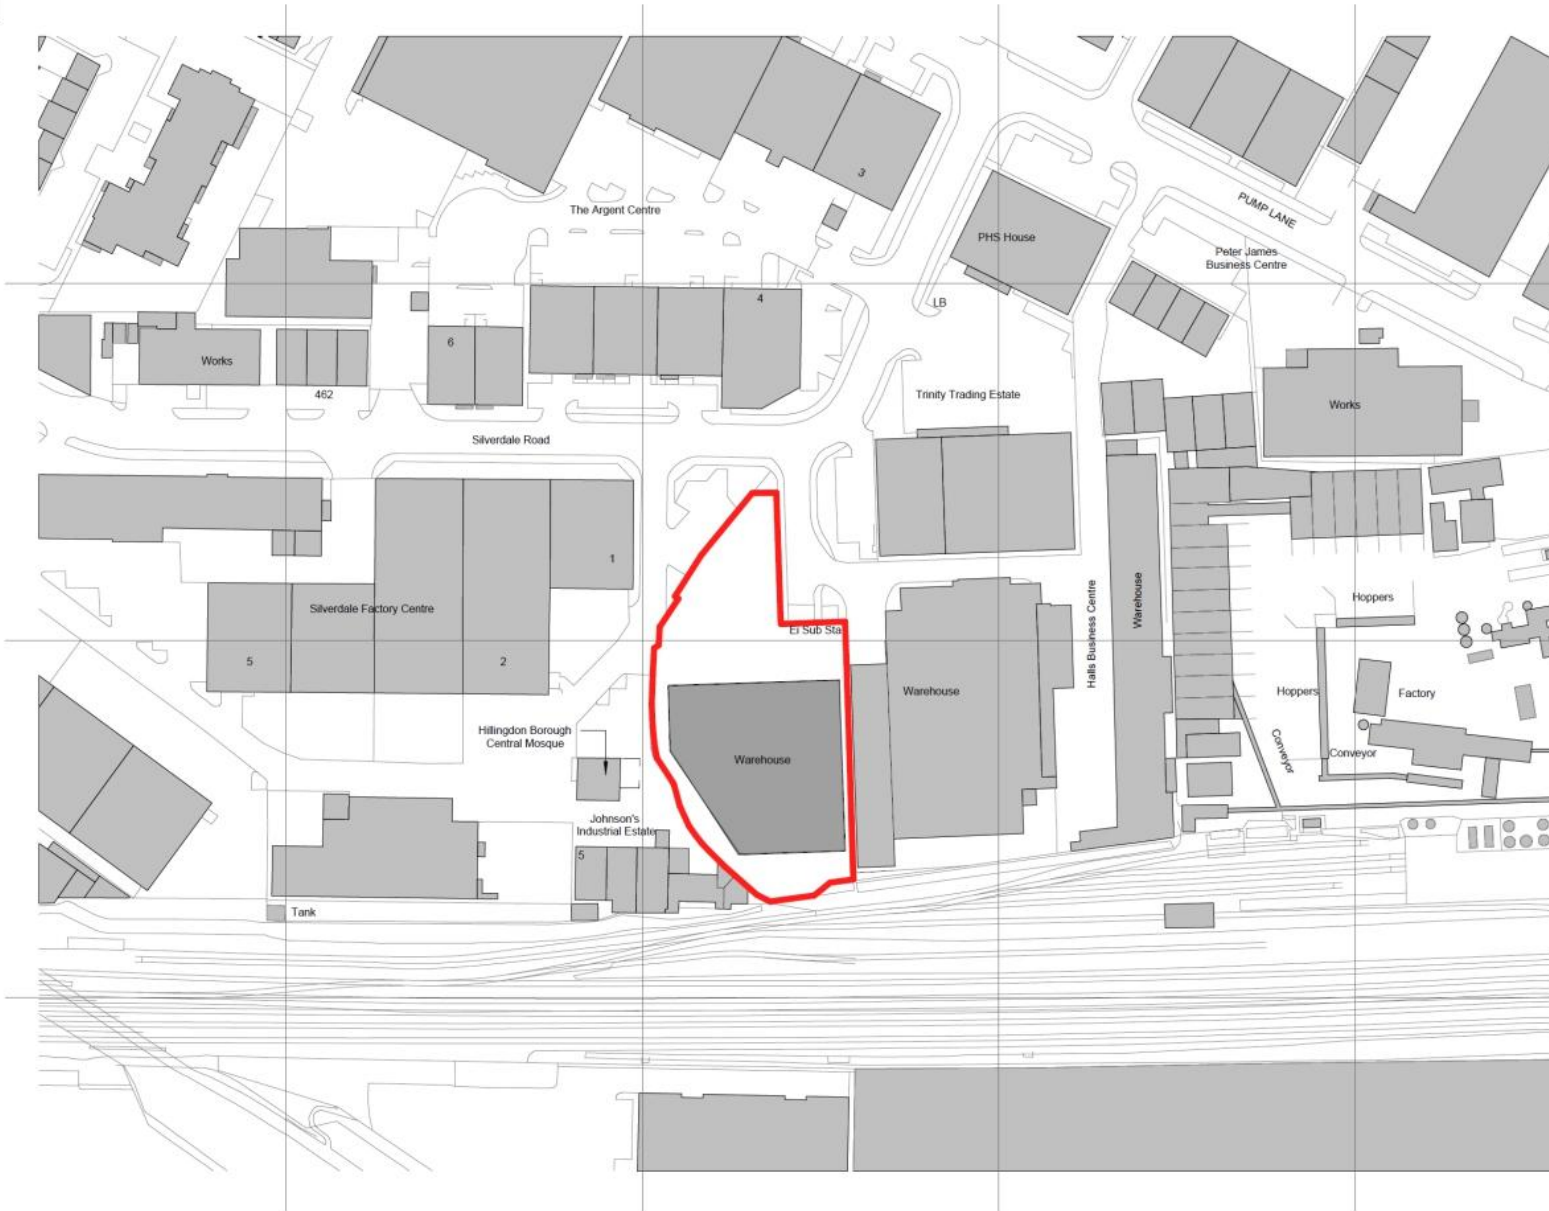 The Argent Centre
3
PUMP LANE
PHS House
Peter James
Business Centre
4
LB
6
Works
462
Trinity Trading Estate
Works
Silverdale Road
1
Silverdale Factory Centre
Halls Business Centre
Warehouse
Hoppers
El Sub Sta
5
2
Warehouse
Hoppers
Factory
Hillingdon Borough
Central Mosque
Warehouse
Conveyor
Conveyor
Johnson's
Industrial Estate
5
Tank